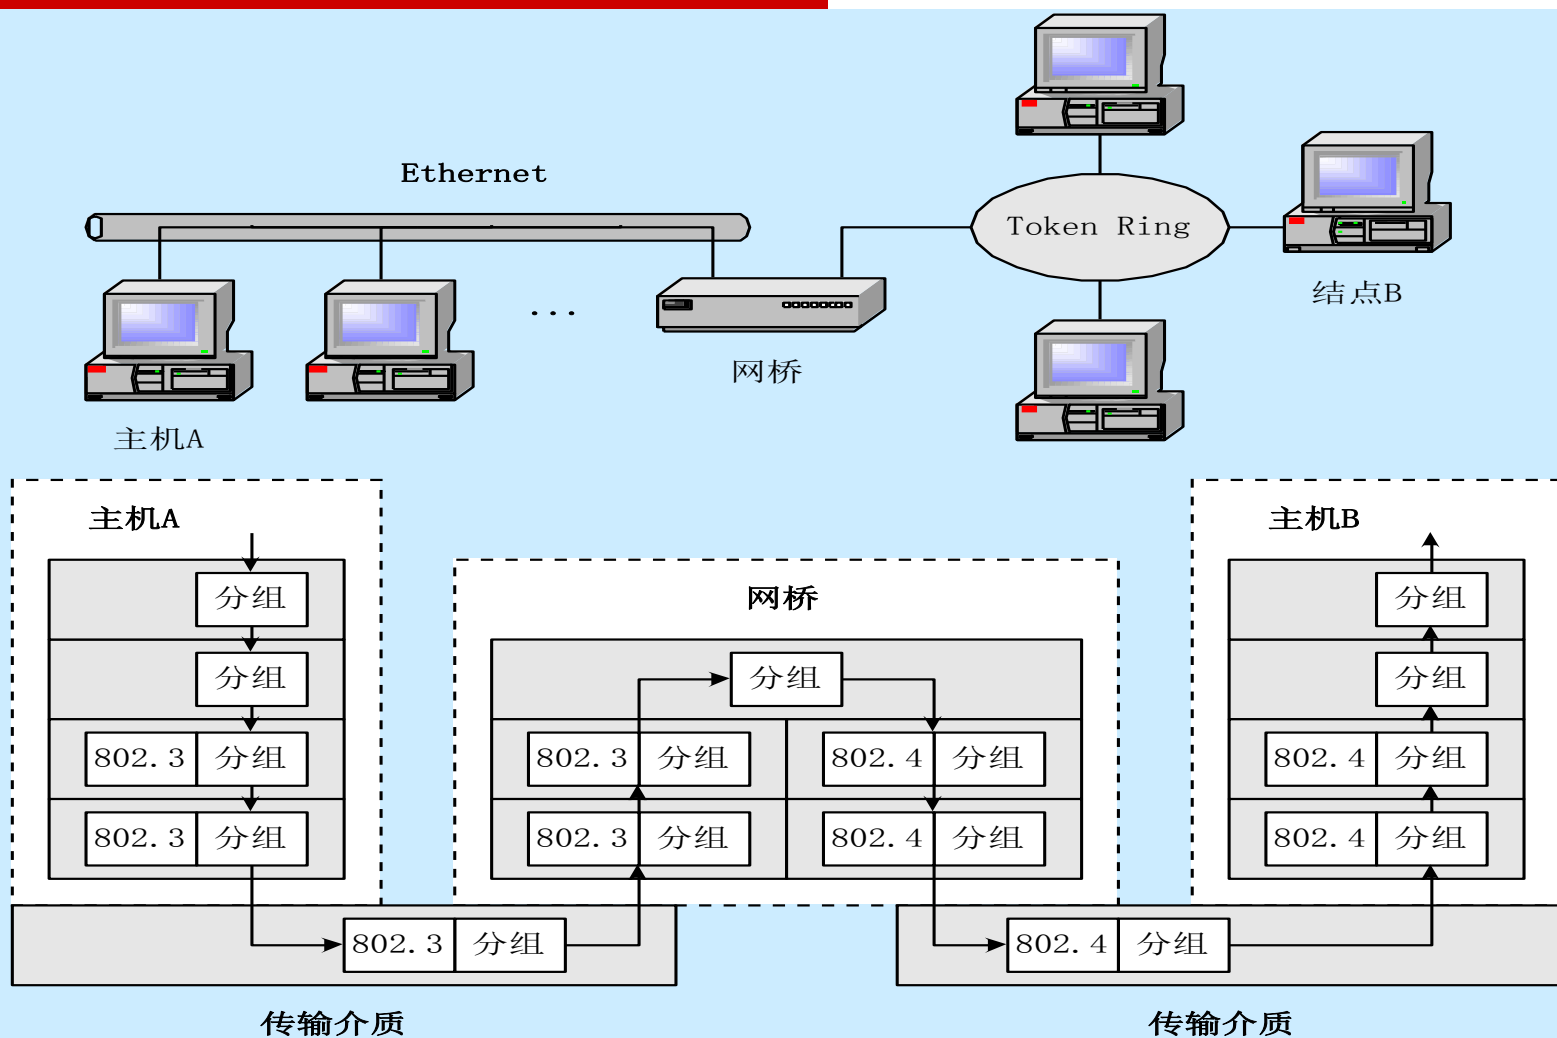 Ethernet
Token Ring
结点B
...
网桥
主机A
主机A
分组
分组
802.3 分组
802.3 分组
网桥
分组
802.3 分组
802.4 分组
802.3 分组
802.4 分组
主机B
分组
分组
802.4 分组
802.4 分组
802.3 分组
802.4 分组
传输介质
传输介质